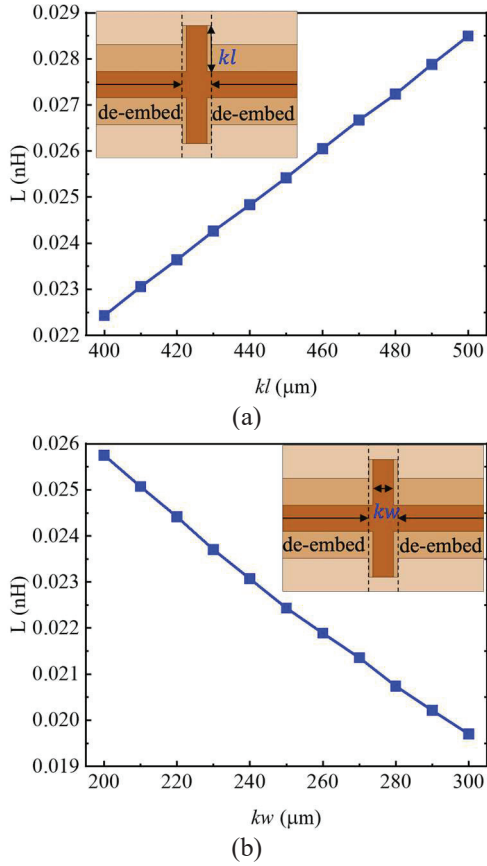 0.029
0.028
0.027
0.026
0.025
0.024
0.023
0.022
L (nH)
kl
de-embed de-embed
400 420 440 460 480 500
kl (μm)
(a)
0.026
0.025
0.024
0.023
0.022
0.021
0.020
0.019
L (nH)
kw
de-embed de-embed
200 220 240 260 280 300
kw (μm)
(b)